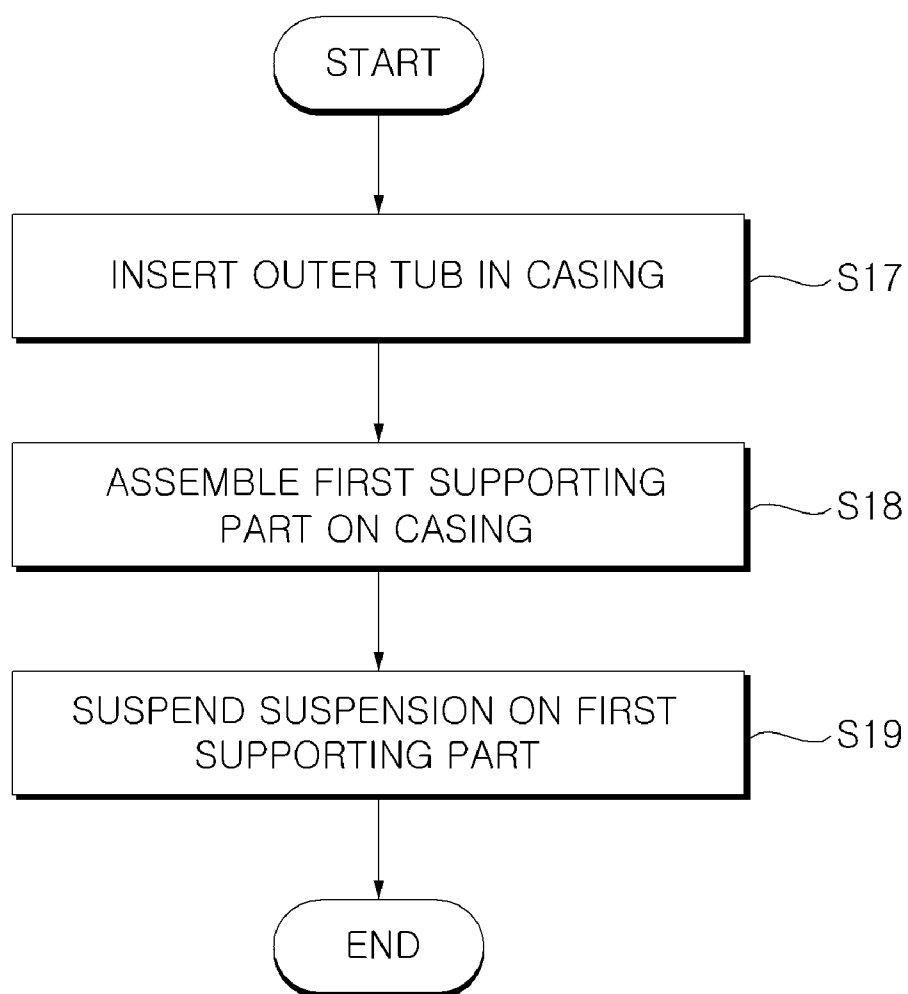 START
INSERT OUTER TUB IN CASING
S17
ASSEMBLE FIRST SUPPORTING
PART ON CASING
S18
SUSPEND SUSPENSION ON FIRST
SUPPORTING PART
S19
END